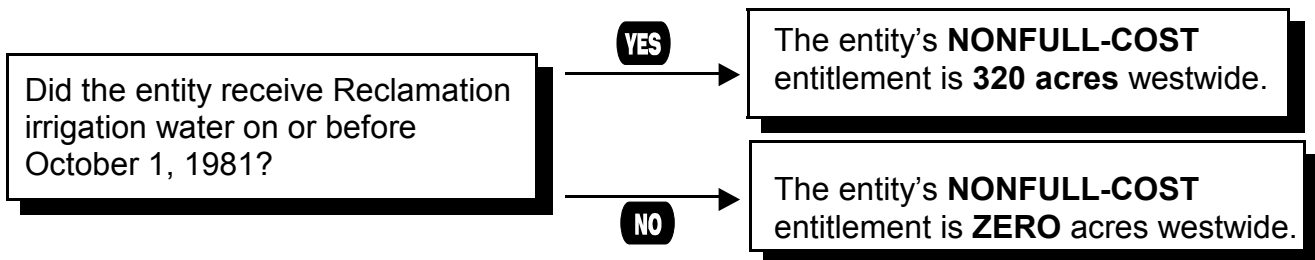 Did the entity receive Reclamation
irrigation water on or before
October 1, 1981?
YES
The entity’s NONFULL-COST
entitlement is 320 acres westwide.
NO
The entity’s NONFULL-COST
entitlement is ZERO acres westwide.